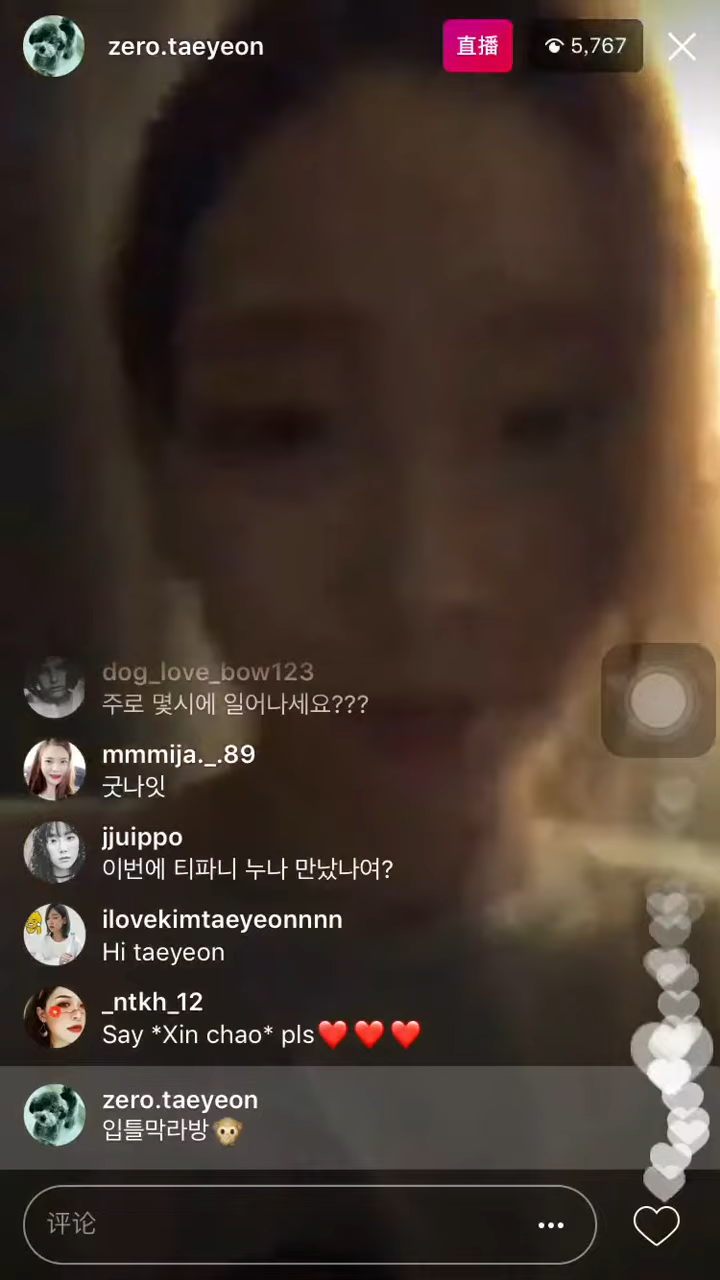 zero.taeyeon
直播
5,767
dog_love_bow123
주로 몇시에 일어나세요???
mmmija._.89
굿나잇
jjuippo
이번에 티파니 누나 만났나여?
ilovekimtaeyeonnnn
Hi taeyeon
_ntkh_12
Say *Xin chao* pls❤️❤️❤️
zero.taeyeon
입틀막라방🐵
评论